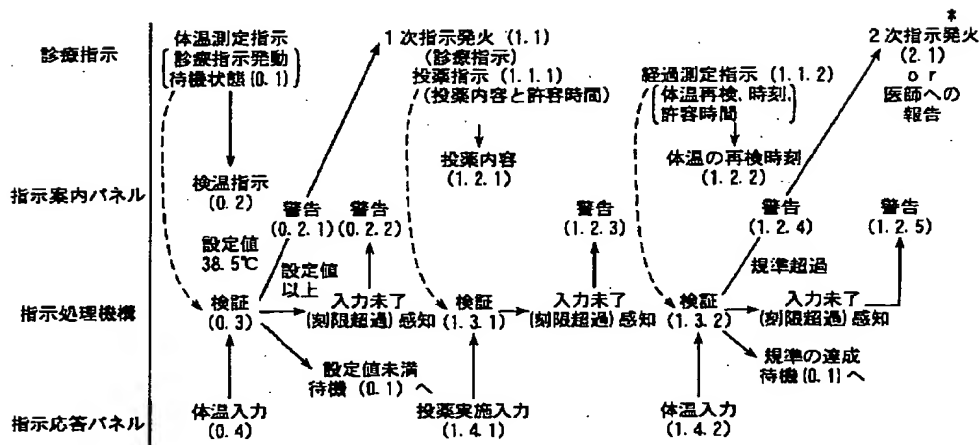 診療指示
体温測定指示
診療指示発動
待機状態(0.1)
1次指示発火 (1.1)
(診療指示)
投薬指示 (1.1.1)
(投薬内容と許容時間)
経過測定指示 (1.1.2)
体温再検、時刻、
許容時間
*
2次指示発火
(2.1)
or
医師への
報告
指示案内パネル
検温指示
(0.2)
投薬内容
(1.2.1)
体温の再検時刻
(1.2.2)
警告
(0.2.1)
警告
(0.2.2)
警告
(1.2.3)
警告
(1.2.4)
警告
(1.2.5)
設定値
38.5℃
設定値
以上
規準超過
指示処理機構
検証
(0.3)
入力未了
(刻限超過)感知
検証
(1.3.1)
入力未了
(刻限超過)感知
検証
(1.3.2)
入力未了
(刻限超過)感知
設定値未満
待機 (0.1) へ
規準の達成
待機(0.1)へ
指示応答パネル
体温入力
(0.4)
投薬実施入力
(1.4.1)
体温入力
(1.4.2)